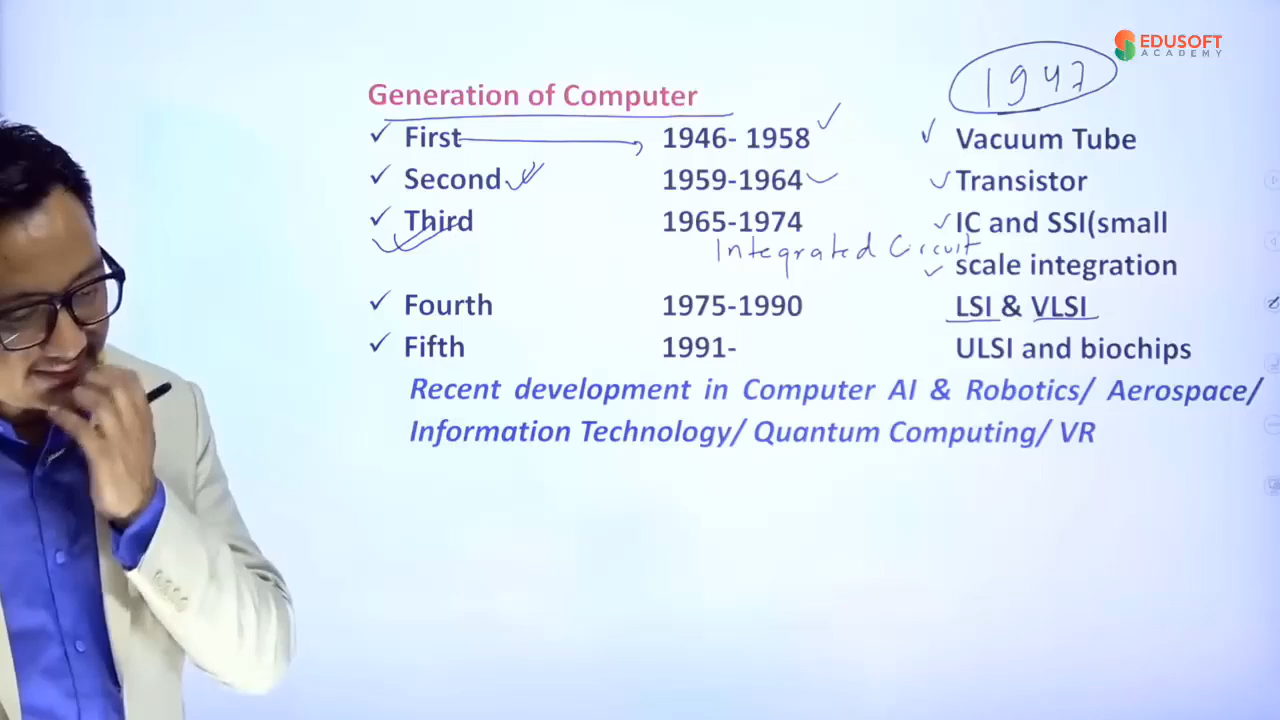 EDUSOFT
ACADEMY
1947
Generation of Computer
✓ First 1946- 1958 Vacuum Tube
✓ Second 1959-1964 Transistor
✓ Third 1965-1974 IC and SSI(small
Integrated Circuit
scale integration
✓ Fourth 1975-1990 LSI & VLSI
✓ Fifth 1991- ULSI and biochips
Recent development in Computer AI & Robotics/ Aerospace/
Information Technology/ Quantum Computing/ VR